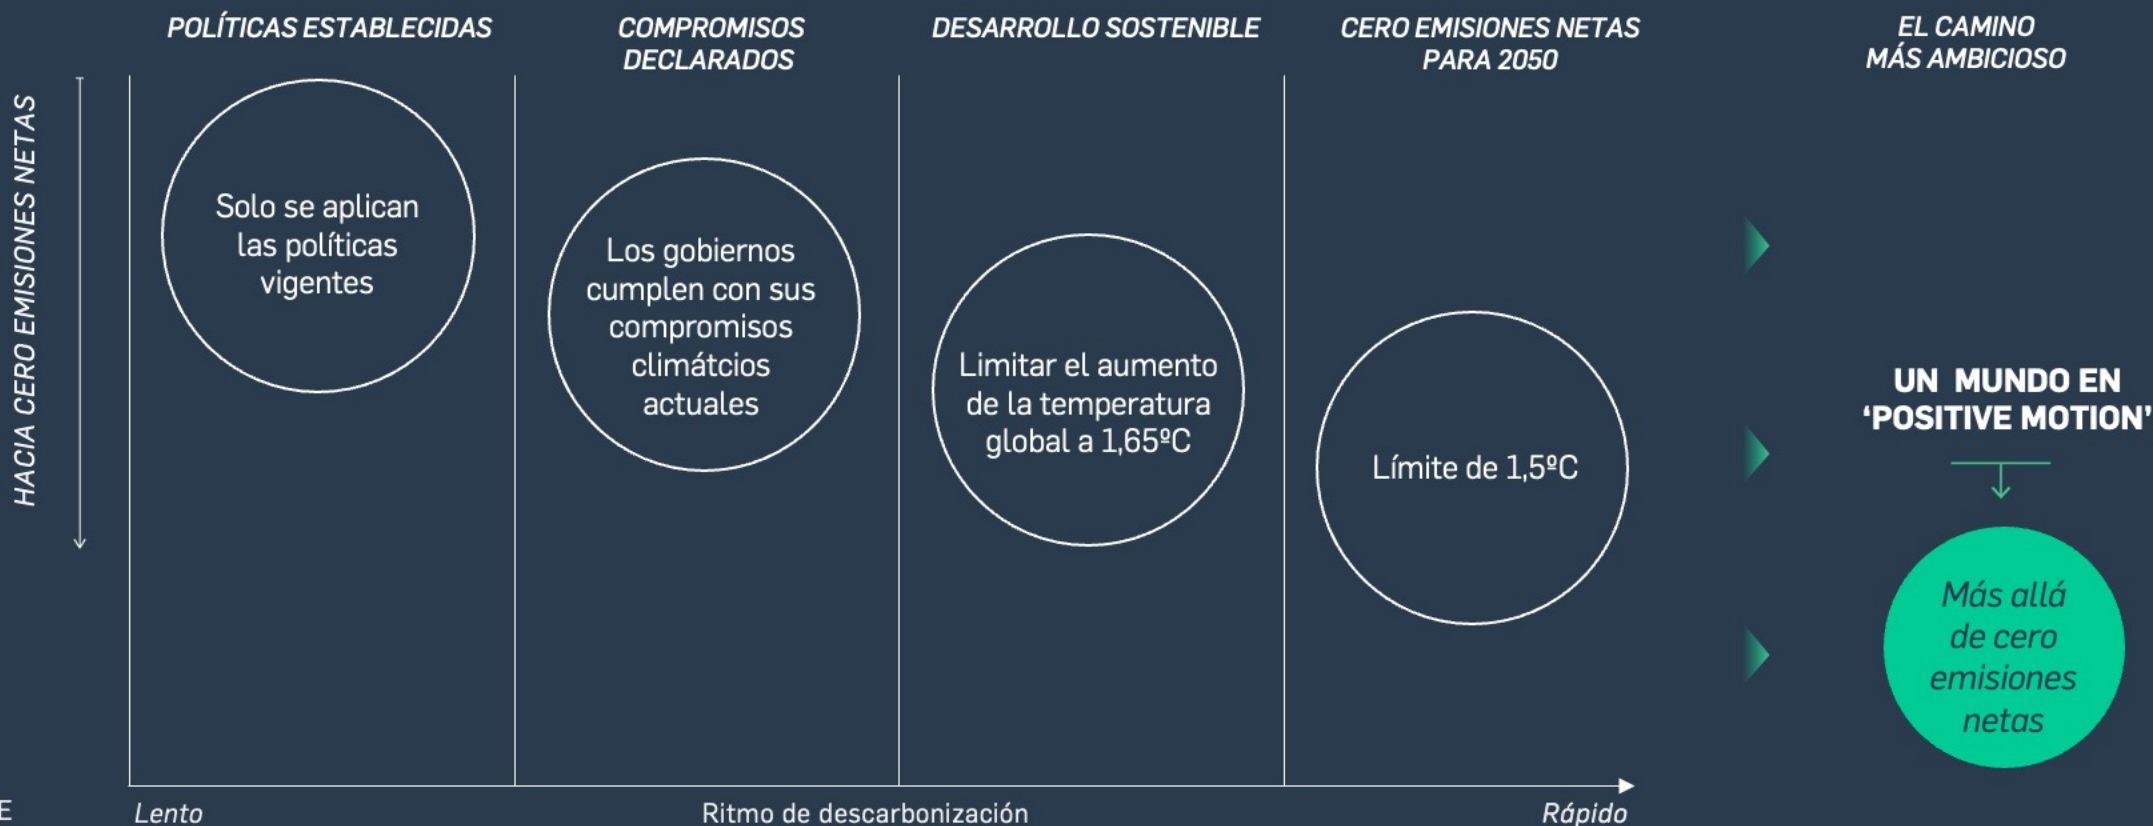 POLÍTICAS ESTABLECIDAS
COMPROMISOS
DECLARADOS
DESARROLLO SOSTENIBLE
CERO EMISIONES NETAS
PARA 2050
EL CAMINO
MÁS AMBICIOSO
HACIA CERO EMISIONES NETAS
Solo se aplican
las políticas
vigentes
Los gobiernos
cumplen con sus
compromisos
climátcios
actuales
Limitar el aumento
de la temperatura
global a 1,65ºC
Límite de 1,5ºC
UN MUNDO EN
‘POSITIVE MOTION’
Más allá
de cero
emisiones
netas
Lento
Ritmo de descarbonización
Rápido